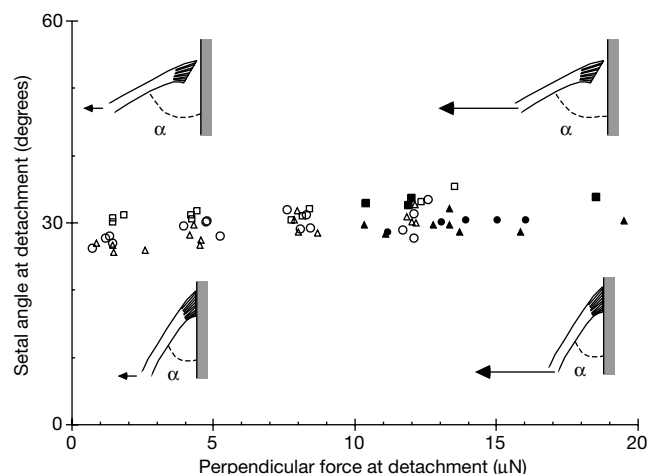 60
30
0
0
5
10
15
20
Setal angle at detachment (degrees)
Perpendicular force at detachment (μN)
α
α
α
α